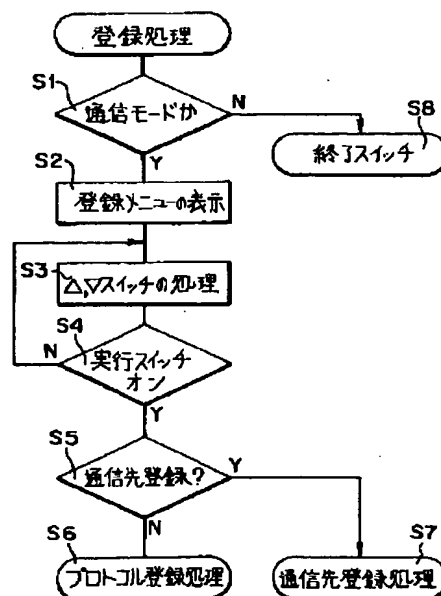 登録処理
S1
通信モードか
N
S8
終了スイッチ
Y
S2
登録メニューの表示
S3
△,▽スイッチの処理
S4
N
実行スイッチ
オン
Y
S5
通信先登録?
Y
N
S6
プロトコル登録処理
S7
通信先登録処理